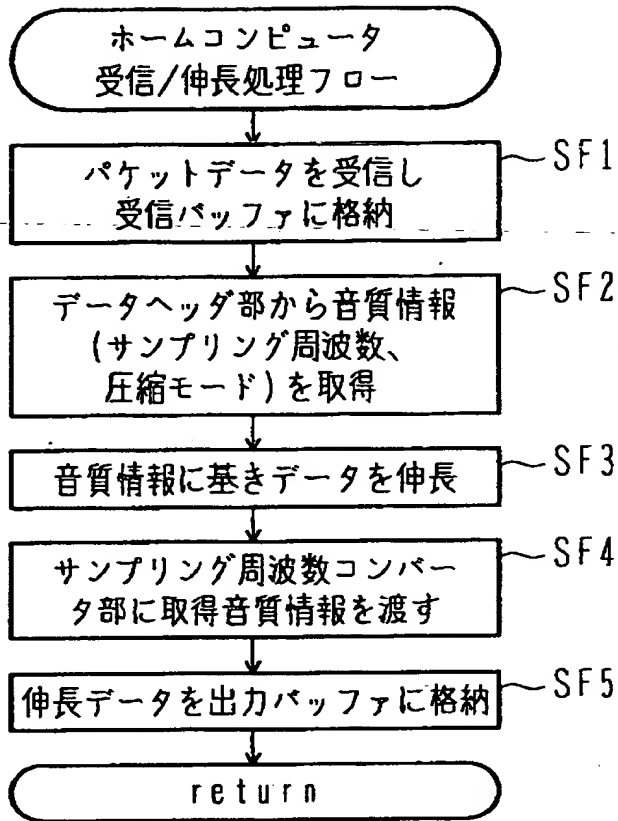 ホームコンピュータ
受信/伸長処理フロー
パケットデータを受信し
受信バッファに格納
SF1
データヘッダ部から音質情報
(サンプリング周波数、
圧縮モード)を取得
SF2
音質情報に基きデータを伸長
SF3
サンプリング周波数コンバー
タ部に取得音質情報を渡す
SF4
伸長データを出力バッファに格納
SF5
return